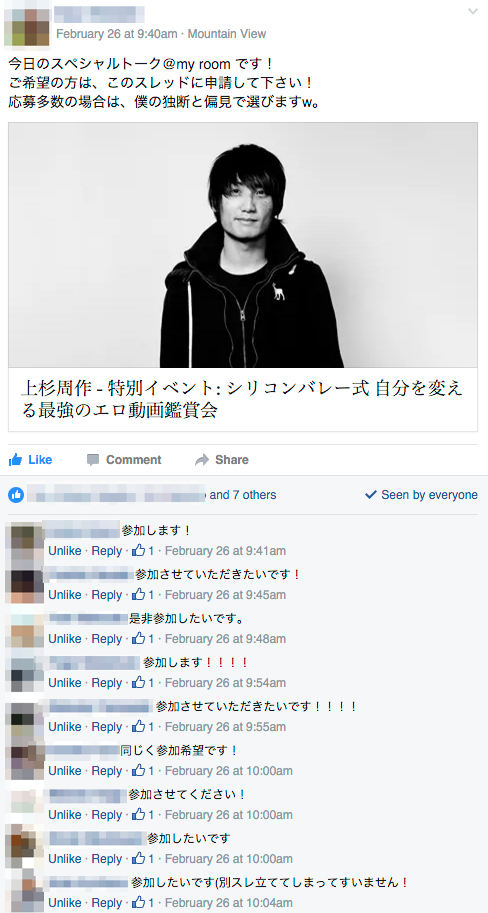 February 26 at 9:40am · Mountain View
今日のスペシャルトーク@my room です！
ご希望の方は、このスレッドに申請して下さい！
応募多数の場合は、僕の独断と偏見で選びますw。
上杉周作 - 特別イベント: シリコンバレー式 自分を変え
る最強のエロ動画鑑賞会
Like Comment Share
and 7 others Seen by everyone
参加します！
Unlike · Reply · 1 · February 26 at 9:41am
参加させていただきたいです！
Unlike · Reply · 1 · February 26 at 9:45am
是非参加したいです。
Unlike · Reply · 1 · February 26 at 9:48am
参加します！！！！
Unlike · Reply · 1 · February 26 at 9:54am
参加させていただきたいです！！！！
Unlike · Reply · 1 · February 26 at 9:55am
同じく参加希望です！
Unlike · Reply · 1 · February 26 at 10:00am
参加させてください！
Unlike · Reply · 1 · February 26 at 10:00am
参加したいです
Unlike · Reply · 1 · February 26 at 10:00am
参加したいです(別スレ立ててしまってすいません！
Unlike · Reply · 1 · February 26 at 10:04am